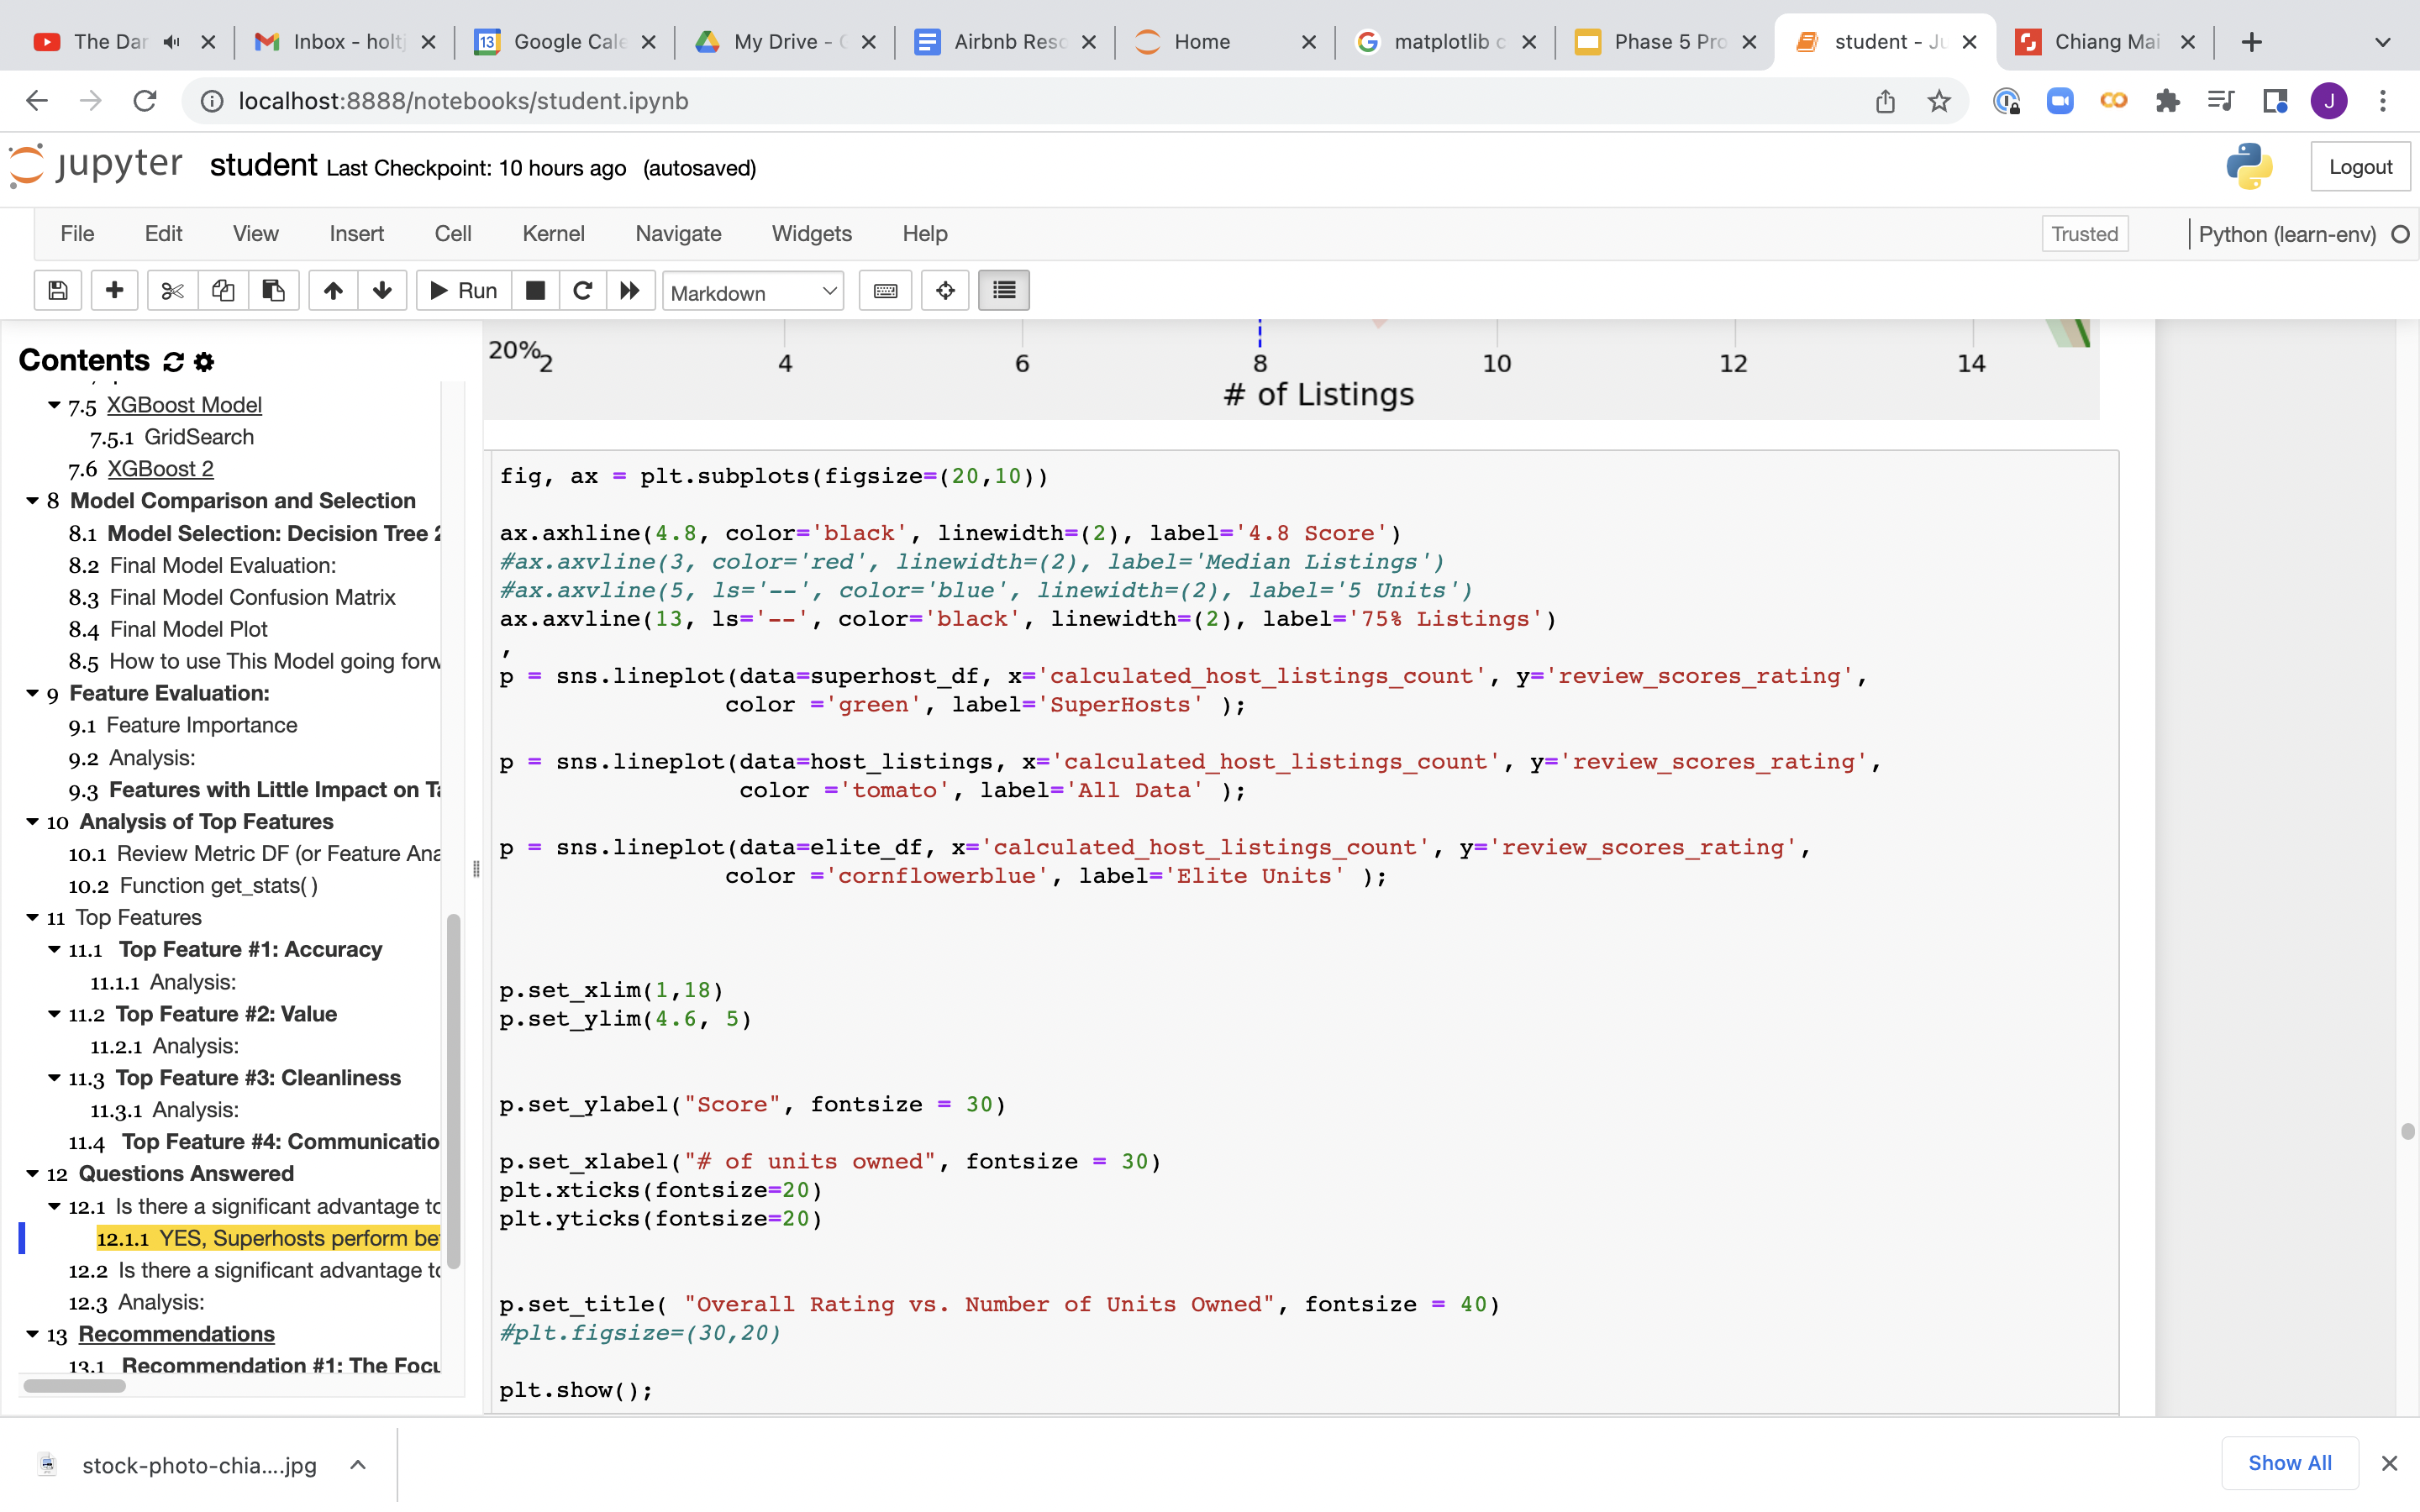 The Dar
Inbox - holtj
13
Google Cale
My Drive -
Airbnb Reso
Home
matplotlib c
Phase 5 Pro
student - Ju
Chiang Mai
localhost:8888/notebooks/student.ipynb
J
jupyter student Last Checkpoint: 10 hours ago (autosaved)
Logout
File Edit View Insert Cell Kernel Navigate Widgets Help
Trusted
Python (learn-env)
Run
Markdown
Contents
7.5 XGBoost Model
7.5.1 GridSearch
7.6 XGBoost 2
8 Model Comparison and Selection
8.1 Model Selection: Decision Tree 2
8.2 Final Model Evaluation:
8.3 Final Model Confusion Matrix
8.4 Final Model Plot
8.5 How to use This Model going forw
9 Feature Evaluation:
9.1 Feature Importance
9.2 Analysis:
9.3 Features with Little Impact on Ta
10 Analysis of Top Features
10.1 Review Metric DF (or Feature Ana
10.2 Function get_stats()
11 Top Features
11.1 Top Feature #1: Accuracy
11.1.1 Analysis:
11.2 Top Feature #2: Value
11.2.1 Analysis:
11.3 Top Feature #3: Cleanliness
11.3.1 Analysis:
11.4 Top Feature #4: Communicatio
12 Questions Answered
12.1 Is there a significant advantage to
12.1.1 YES, Superhosts perform be
12.2 Is there a significant advantage to
12.3 Analysis:
13 Recommendations
13.1 Recommendation #1: The Focu
20%
2 4 6 8 10 12 14
# of Listings
fig, ax = plt.subplots(figsize=(20,10))
ax.axhline(4.8, color='black', linewidth=(2), label='4.8 Score')
#ax.axvline(3, color='red', linewidth=(2), label='Median Listings')
#ax.axvline(5, ls='--', color='blue', linewidth=(2), label='5 Units')
ax.axvline(13, ls='--', color='black', linewidth=(2), label='75% Listings')
,
p = sns.lineplot(data=superhost_df, x='calculated_host_listings_count', y='review_scores_rating',
color ='green', label='SuperHosts' );
p = sns.lineplot(data=host_listings, x='calculated_host_listings_count', y='review_scores_rating',
color ='tomato', label='All Data' );
p = sns.lineplot(data=elite_df, x='calculated_host_listings_count', y='review_scores_rating',
color ='cornflowerblue', label='Elite Units' );
p.set_xlim(1,18)
p.set_ylim(4.6, 5)
p.set_ylabel("Score", fontsize = 30)
p.set_xlabel("# of units owned", fontsize = 30)
plt.xticks(fontsize=20)
plt.yticks(fontsize=20)
p.set_title( "Overall Rating vs. Number of Units Owned", fontsize = 40)
#plt.figsize=(30,20)
plt.show();
stock-photo-chia....jpg
Show All